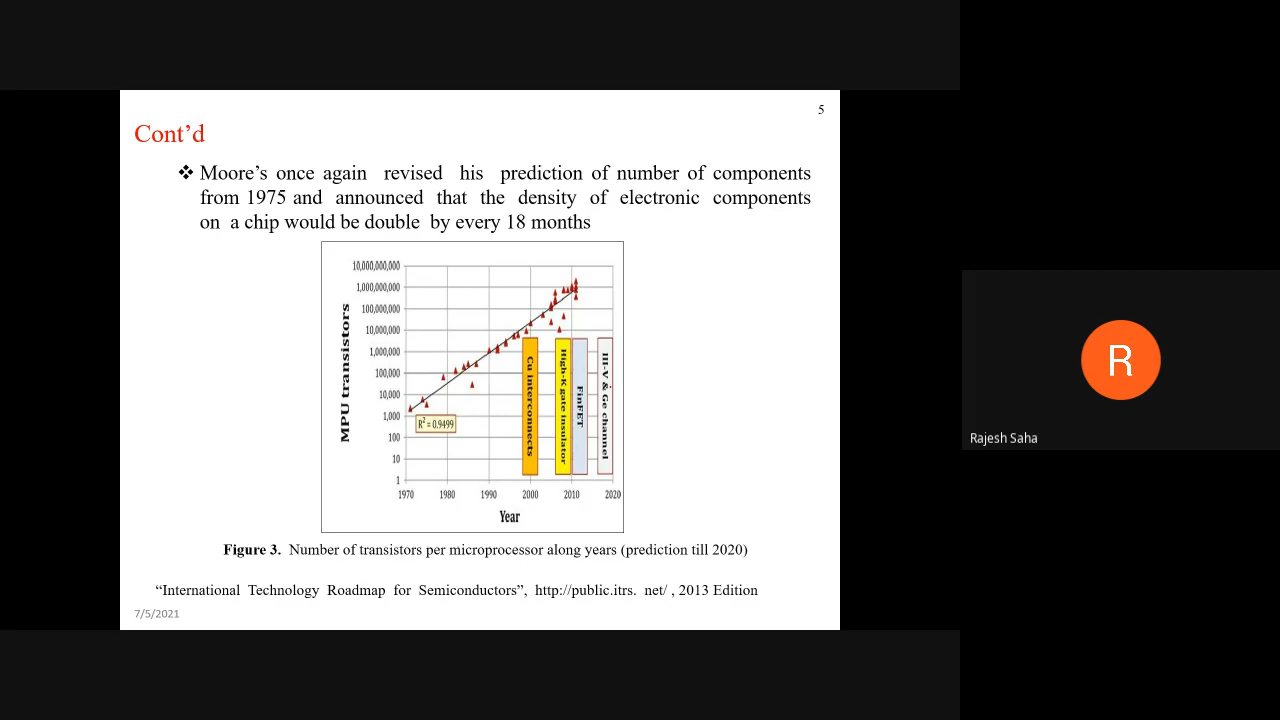 5
Cont’d
❖ Moore’s once again revised his prediction of number of components
from 1975 and announced that the density of electronic components
on a chip would be double by every 18 months
10,000,000,000
1,000,000,000
100,000,000
10,000,000
1,000,000
100,000
10,000
1,000
100
10
1
MPU transistors
R² = 0.9499
Cu interconnects
High-K gate insulator
FinFET
III-V & Ge channel
1970 1980 1990 2000 2010 2020
Year
Figure 3. Number of transistors per microprocessor along years (prediction till 2020)
“International Technology Roadmap for Semiconductors”, http://public.itrs. net/ , 2013 Edition
7/5/2021
R
Rajesh Saha